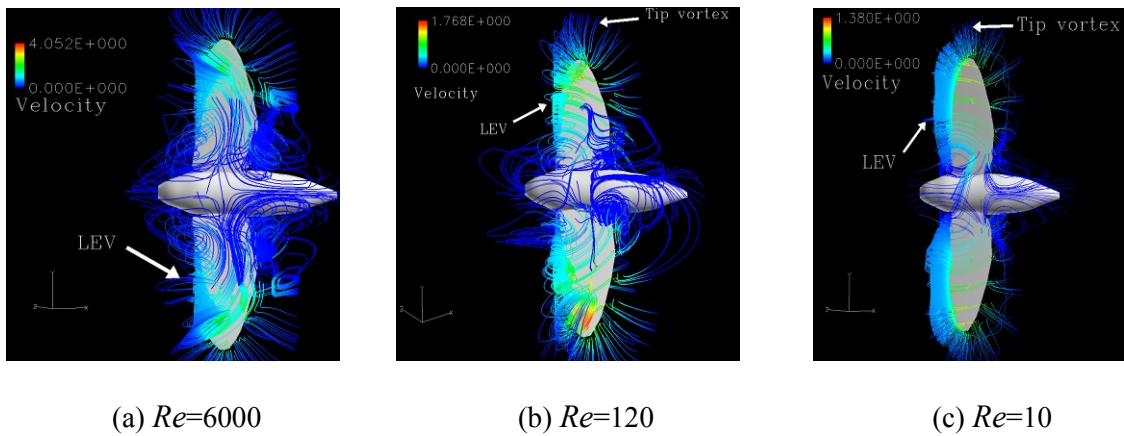 4.052E+000
0.000E+000
Velocity
LEV
Y
Z
X
(a) Re=6000
Tip vortex
1.768E+000
0.000E+000
Velocity
LEV
Y
Z
X
(b) Re=120
Tip vortex
1.380E+000
0.000E+000
Velocity
LEV
Y
Z
X
(c) Re=10